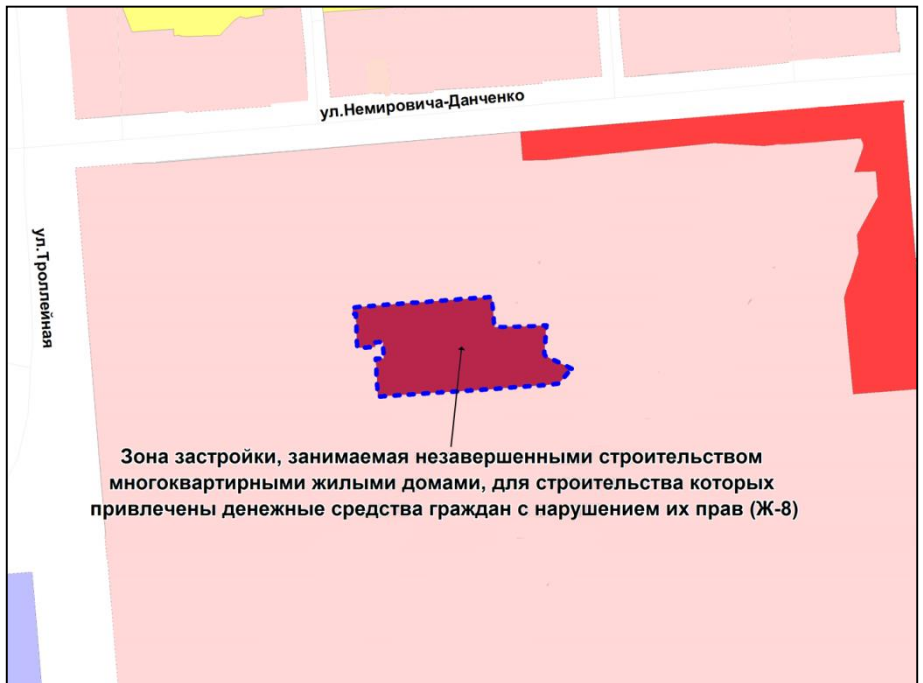 ул.Немировича-Данченко
ул.Троллейная
Зона застройки, занимаемая незавершенными строительством
многоквартирными жилыми домами, для строительства которых
привлечены денежные средства граждан с нарушением их прав (Ж-8)